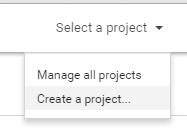 Select a project
Manage all projects
Create a project...